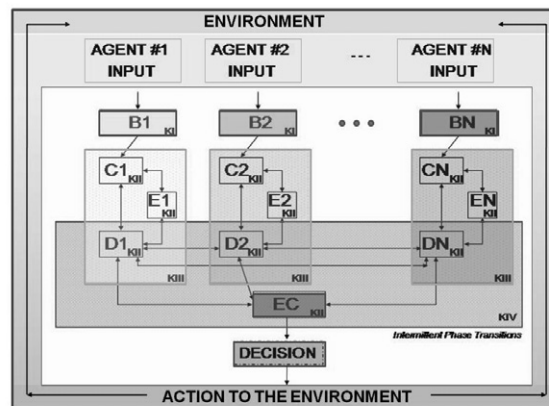 ENVIRONMENT
AGENT #1 INPUT
AGENT #2 INPUT
---
AGENT #N INPUT
B1 KI
B2 KI
BN KI
C1 KII
C2 KII
CN KII
E1 KII
E2 KII
EN KII
D1 KII
D2 KII
DN KII
KIII
KIII
KIII
EC KII
KIV
Intermittent Phase Transitions
DECISION
ACTION TO THE ENVIRONMENT